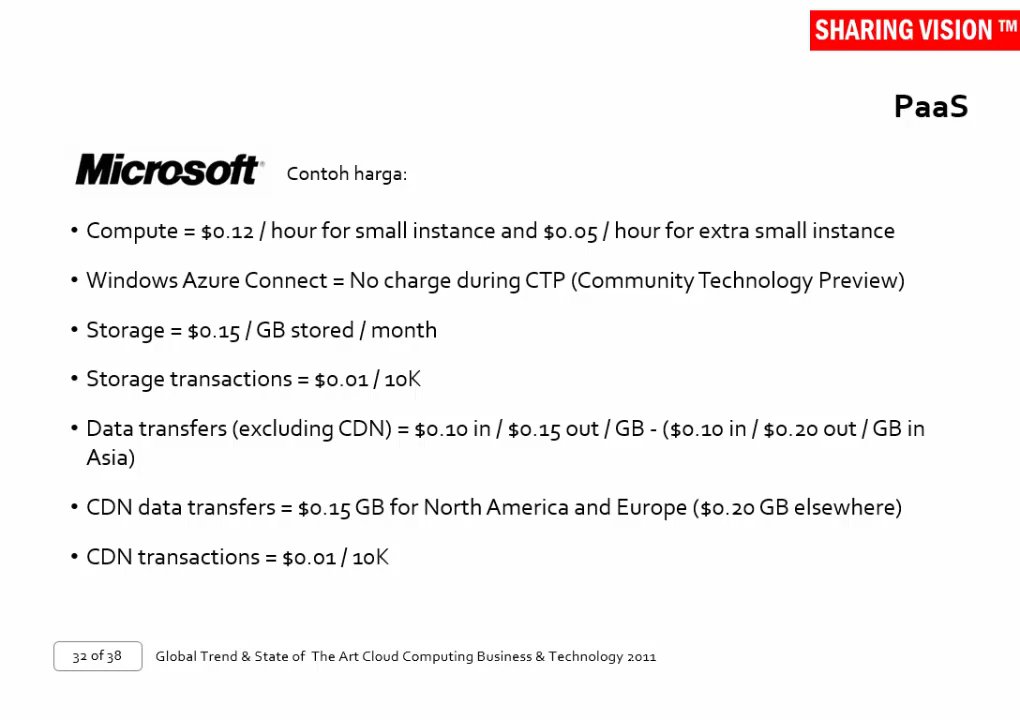 SHARING VISION ™
PaaS
Microsoft® Contoh harga:
• Compute = $0.12 / hour for small instance and $0.05 / hour for extra small instance
• Windows Azure Connect = No charge during CTP (Community Technology Preview)
• Storage = $0.15 / GB stored / month
• Storage transactions = $0.01 / 10K
• Data transfers (excluding CDN) = $0.10 in / $0.15 out / GB - ($0.10 in / $0.20 out / GB in
Asia)
• CDN data transfers = $0.15 GB for North America and Europe ($0.20 GB elsewhere)
• CDN transactions = $0.01 / 10K
32 of 38 Global Trend & State of The Art Cloud Computing Business & Technology 2011